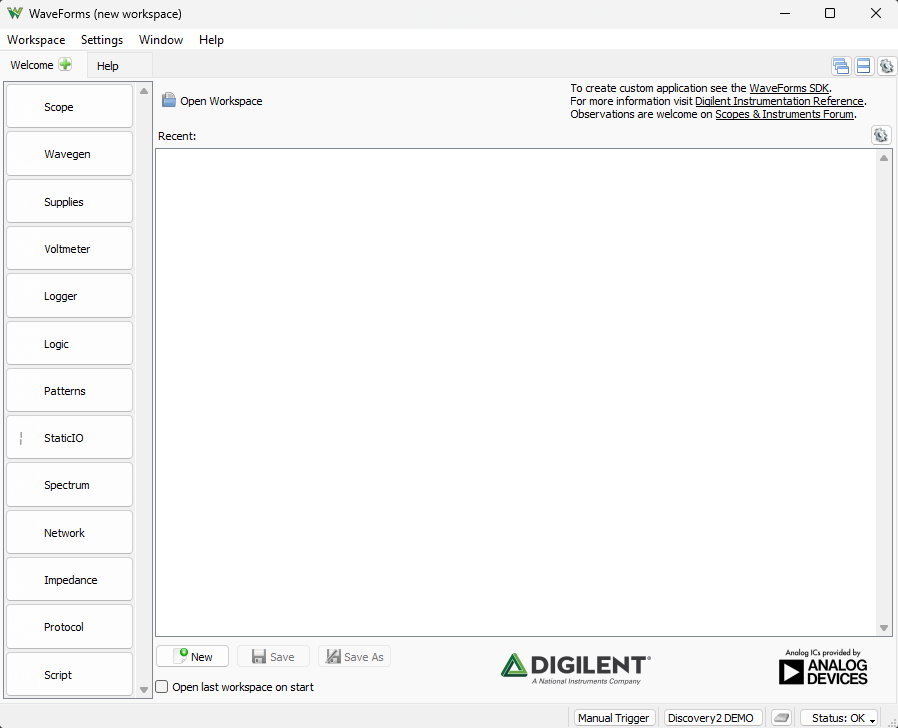 WaveForms (new workspace)
Workspace Settings Window Help
Welcome Help
Scope
Wavegen
Supplies
Voltmeter
Logger
Logic
Patterns
StaticIO
Spectrum
Network
Impedance
Protocol
Script
Open Workspace
To create custom application see the WaveForms SDK.
For more information visit Digilent Instrumentation Reference.
Observations are welcome on Scopes & Instruments Forum.
Recent:
New Save Save As
Open last workspace on start
DIGILENT
A National Instruments Company
Analog ICs provided by
ANALOG
DEVICES
Manual Trigger Discovery2 DEMO Status: OK